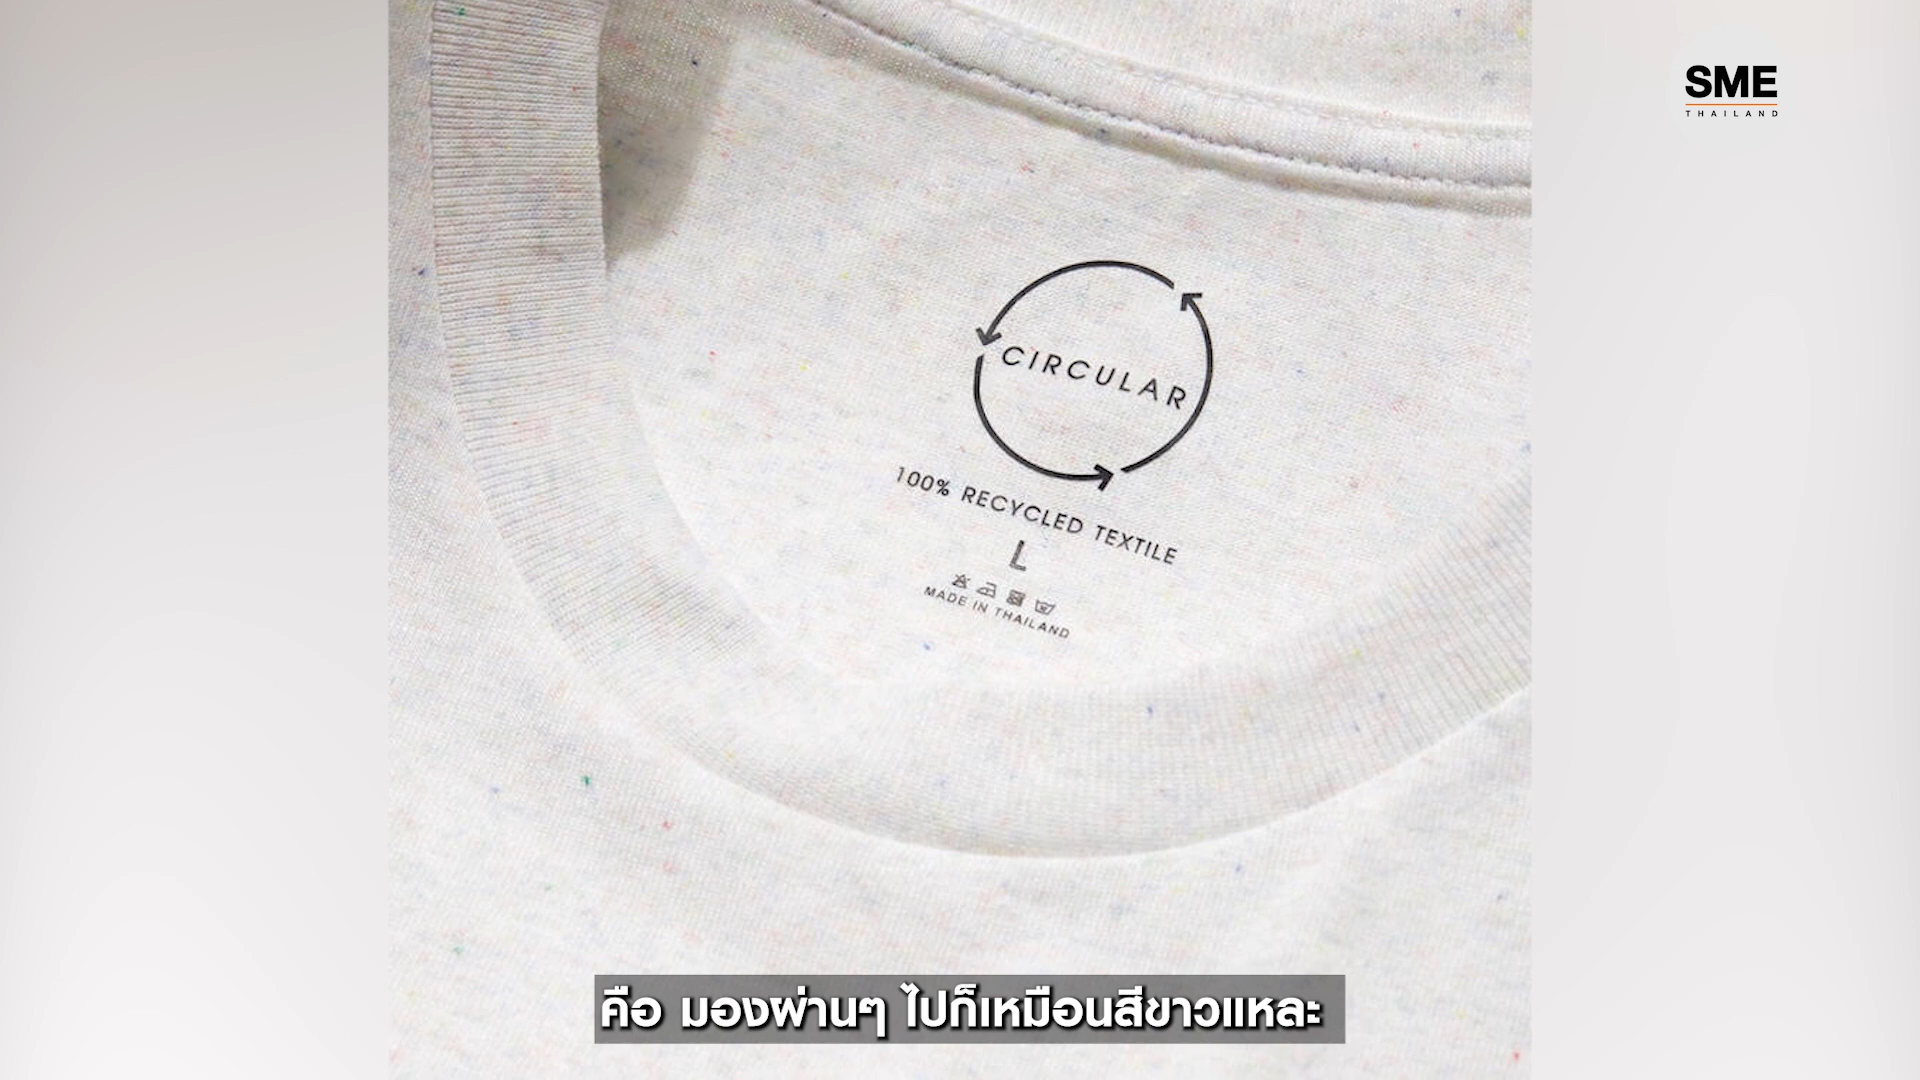 SME
THAILAND
CIRCULAR
100% RECYCLED TEXTILE
L
MADE IN THAILAND
คือ มองผ่านๆ ไปก็เหมือนสีขาวแหละ